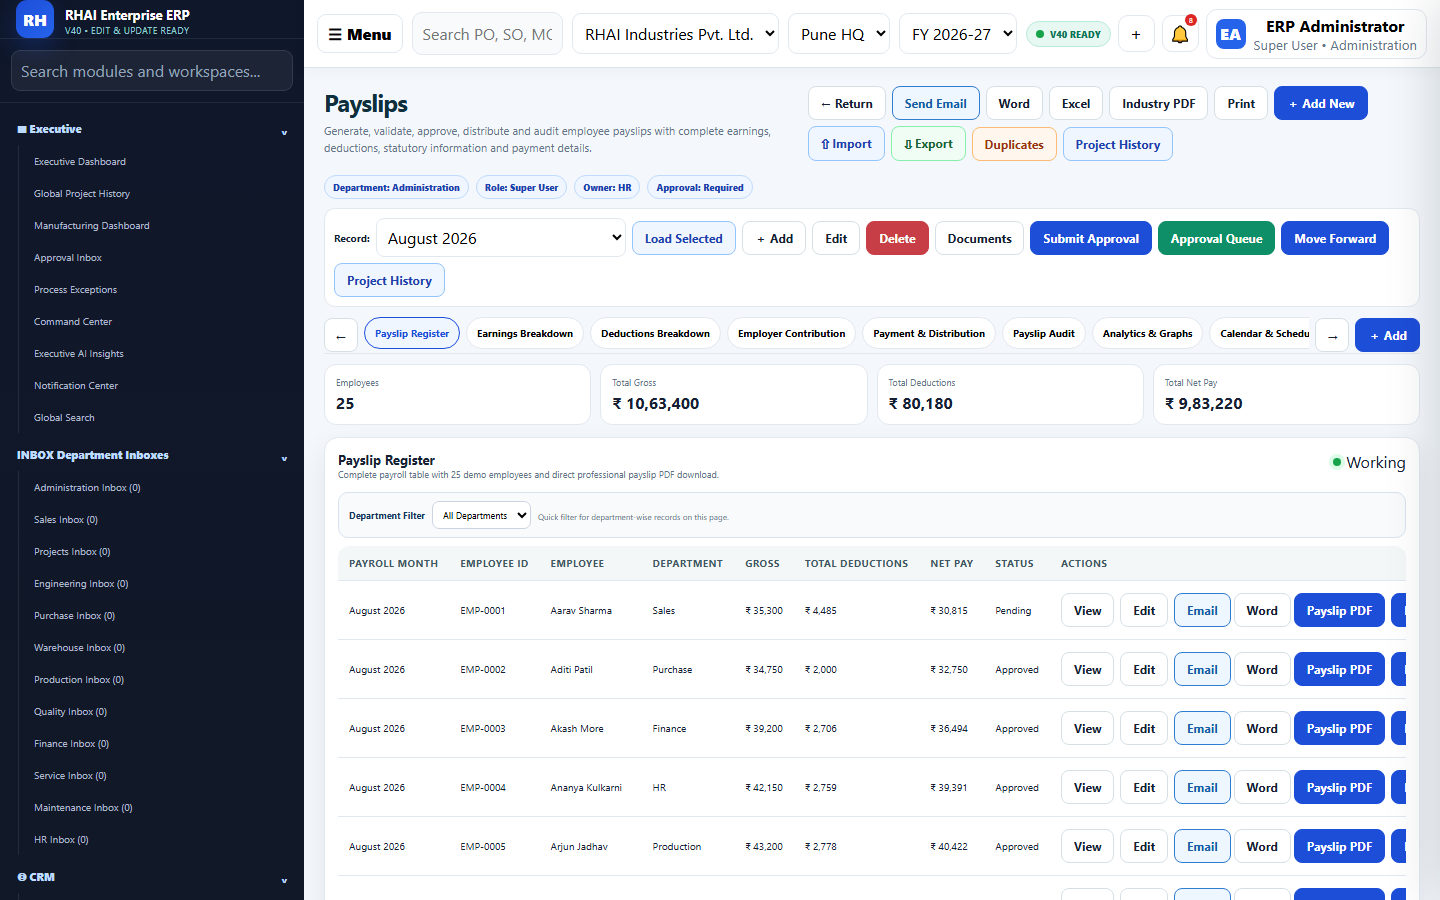 RH
RHAI Enterprise ERP
V40 • EDIT & UPDATE READY
Search modules and workspaces...
Executive
Executive Dashboard
Global Project History
Manufacturing Dashboard
Approval Inbox
Process Exceptions
Command Center
Executive AI Insights
Notification Center
Global Search
INBOX Department Inboxes
Administration Inbox (0)
Sales Inbox (0)
Projects Inbox (0)
Engineering Inbox (0)
Purchase Inbox (0)
Warehouse Inbox (0)
Production Inbox (0)
Quality Inbox (0)
Finance Inbox (0)
Service Inbox (0)
Maintenance Inbox (0)
HR Inbox (0)
CRM
☰ Menu
Search PO, SO, MC
RHAI Industries Pvt. Ltd.
Pune HQ
FY 2026-27
V40 READY
+
8
EA
ERP Administrator
Super User • Administration
Payslips
Generate, validate, approve, distribute and audit employee payslips with complete earnings,
deductions, statutory information and payment details.
← Return
Send Email
Word
Excel
Industry PDF
Print
+ Add New
⇧ Import
⇩ Export
Duplicates
Project History
Department: Administration
Role: Super User
Owner: HR
Approval: Required
Record:
August 2026
Load Selected
+ Add
Edit
Delete
Documents
Submit Approval
Approval Queue
Move Forward
Project History
←
Payslip Register
Earnings Breakdown
Deductions Breakdown
Employer Contribution
Payment & Distribution
Payslip Audit
Analytics & Graphs
Calendar & Schedu
→
+ Add
Employees
25
Total Gross
₹ 10,63,400
Total Deductions
₹ 80,180
Total Net Pay
₹ 9,83,220
Payslip Register
Complete payroll table with 25 demo employees and direct professional payslip PDF download.
Working
Department Filter
All Departments
Quick filter for department-wise records on this page.
PAYROLL MONTH EMPLOYEE ID EMPLOYEE DEPARTMENT GROSS TOTAL DEDUCTIONS NET PAY STATUS ACTIONS
August 2026 EMP-0001 Aarav Sharma Sales ₹ 35,300 ₹ 4,485 ₹ 30,815 Pending View Edit Email Word Payslip PDF
August 2026 EMP-0002 Aditi Patil Purchase ₹ 34,750 ₹ 2,000 ₹ 32,750 Approved View Edit Email Word Payslip PDF
August 2026 EMP-0003 Akash More Finance ₹ 39,200 ₹ 2,706 ₹ 36,494 Approved View Edit Email Word Payslip PDF
August 2026 EMP-0004 Ananya Kulkarni HR ₹ 42,150 ₹ 2,759 ₹ 39,391 Approved View Edit Email Word Payslip PDF
August 2026 EMP-0005 Arjun Jadhav Production ₹ 43,200 ₹ 2,778 ₹ 40,422 Approved View Edit Email Word Payslip PDF